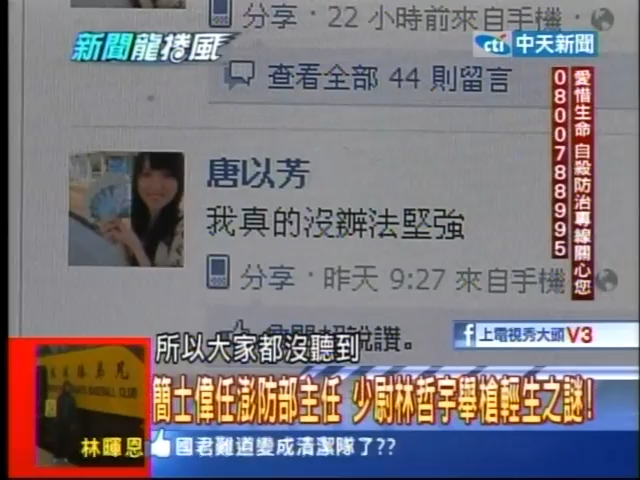 分享・22 小時前來自手機・
新聞龍捲風
cti 中天新聞
查看全部 44 則留言
愛惜生命 自殺防治專線關心您
0800788995
唐以芳
我真的沒辦法堅強
分享・昨天 9:27 來自手機・
讚。
上電視秀大頭 V3
所以大家都沒聽到
簡士偉任澎防部主任 少尉林哲宇舉槍輕生之謎!
林暉恩
國君難道變成清潔隊了??